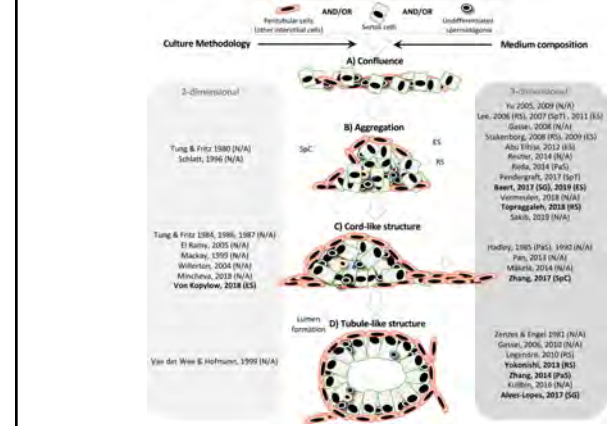 AND/OR
AND/OR
Peritubular cells
(other interstitial cells)
Sertoli cells
Undifferentiated
spermatogonia
Culture Methodology
Medium composition
A) Confluence
2-dimensional
3-dimensional
Yu 2005, 2009 (N/A)
Lee, 2006 (RS), 2007 (SpT), 2011 (ES)
Gassei, 2008 (N/A)
Stukenborg, 2008 (RS), 2009 (ES)
Abu Elhija, 2012 (ES)
Reuter, 2014 (N/A)
2014 (PaS)
Pendergraft, 2017 (SpT)
Baert, 2017 (SG), 2019 (ES)
Vermeulen, 2018 (N/A)
Topraggaleh, 2018 (RS)
Sakib, 2019 (N/A)
B) Aggregation
Tung & Fritz 1980 (N/A)
Schlatt, 1996 (N/A)
SpC
ES
RS
C) Cord-like structure
Tung & Fritz 1984, 1986, 1987 (N/A)
El Ramy, 2005 (N/A)
Mackay, 1999 (N/A)
Willerton, 2004 (N/A)
Mincheva, 2018 (N/A)
Von Kopylow, 2018 (ES)
Hadley, 1985 (PaS), 1990 (N/A)
Pan, 2013 (N/A)
Mäkelä, 2014 (N/A)
Zhang, 2017 (SpC)
Lumen
formation
D) Tubule-like structure
Van der Wee & Hofmann, 1999 (N/A)
Zenzes & Engel 1981 (N/A)
Gassei, 2006, 2010 (N/A)
Legendre, 2010 (RS)
Yokonishi, 2013 (RS)
Zhang, 2014 (PaS)
2016 (N/A)
Alves-Lopes, 2017 (SG)